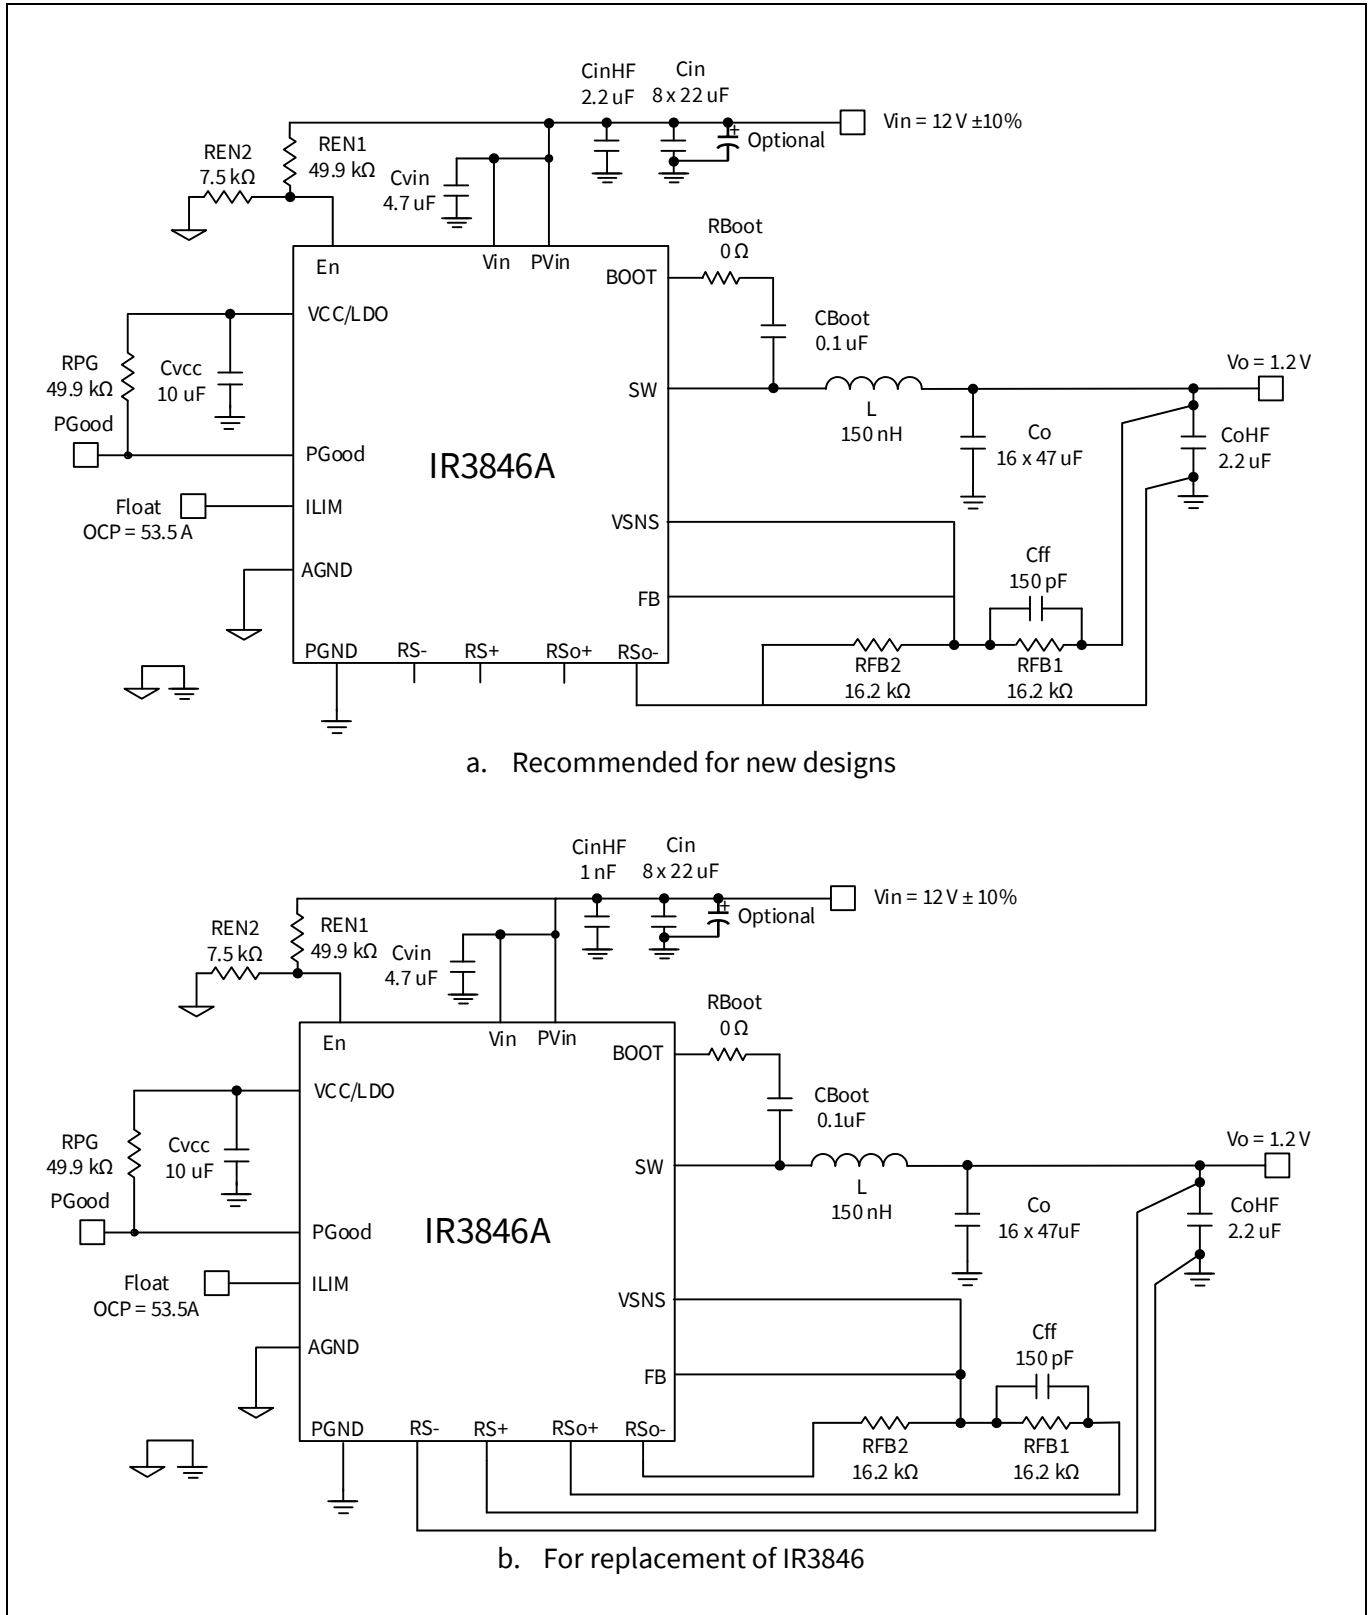 CinHF
2.2 uF
Cin
8 x 22 uF
Vin = 12 V ±10%
+
Optional
REN2
7.5 kΩ
REN1
49.9 kΩ
Cvin
4.7 uF
RBoot
0 Ω
En
Vin
PVin
BOOT
VCC/LDO
CBoot
0.1 uF
RPG
49.9 kΩ
Cvcc
10 uF
Vo = 1.2 V
SW
L
150 nH
Co
16 x 47 uF
CoHF
2.2 uF
PGood
PGood
IR3846A
Float
OCP = 53.5 A
ILIM
VSNS
AGND
Cff
150 pF
FB
PGND
RS-
RS+
RSo+
RSo-
RFB2
16.2 kΩ
RFB1
16.2 kΩ
a. Recommended for new designs
CinHF
1 nF
Cin
8 x 22 uF
Vin = 12 V ± 10%
+
Optional
REN2
7.5 kΩ
REN1
49.9 kΩ
Cvin
4.7 uF
RBoot
0 Ω
En
Vin
PVin
BOOT
VCC/LDO
CBoot
0.1uF
RPG
49.9 kΩ
Cvcc
10 uF
Vo = 1.2 V
SW
L
150 nH
Co
16 x 47uF
CoHF
2.2 uF
PGood
PGood
IR3846A
Float
OCP = 53.5A
ILIM
VSNS
AGND
Cff
150 pF
FB
PGND
RS-
RS+
RSo+
RSo-
RFB2
16.2 kΩ
RFB1
16.2 kΩ
b. For replacement of IR3846